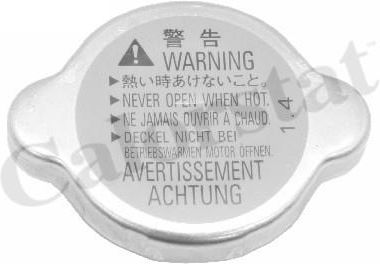 警告
WARNING
▶熱い時あけないこと。
▶NEVER OPEN WHEN HOT.
▶NE JAMAIS OUVRIR À CHAUD.
▶DECKEL NICHT BEI
BETRIEBSWARMEN MOTOR ÖFFNEN.
AVERTISSEMENT
ACHTUNG
1.4